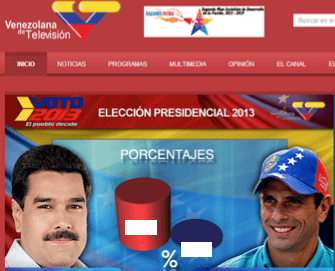 Venezolana
de Televisión
Buscar en el
INICIO
NOTICIAS
PROGRAMAS
MULTIMEDIA
OPINIÓN
EL CANAL
VOTO
2013
El pueblo decide
ELECCIÓN PRESIDENCIAL 2013
PORCENTAJES
%